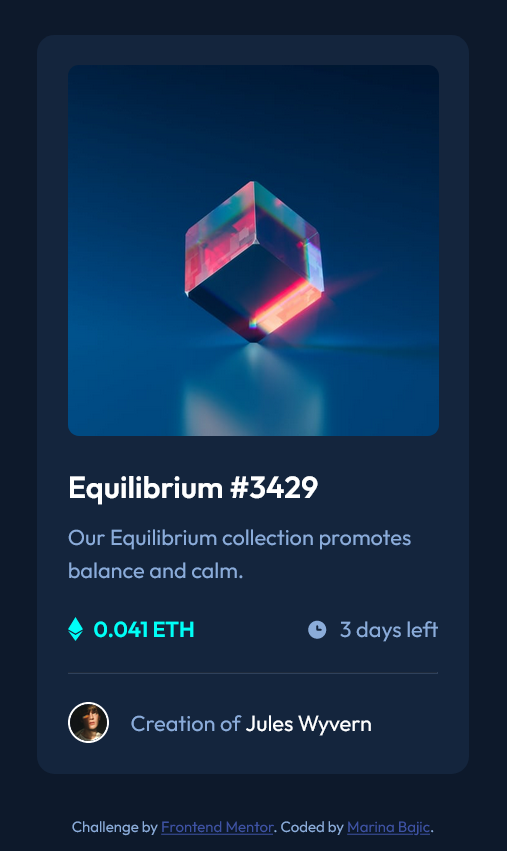 Equilibrium #3429
Our Equilibrium collection promotes
balance and calm.
0.041 ETH
3 days left
Creation of Jules Wyvern
Challenge by Frontend Mentor. Coded by Marina Bajic.